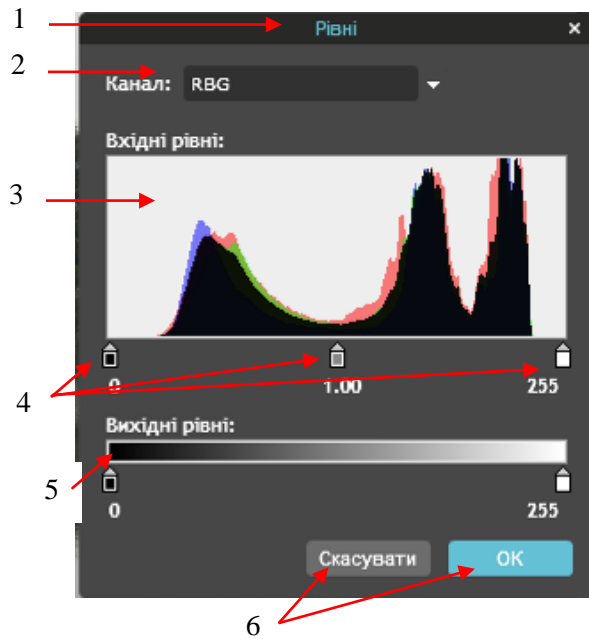 1
Рівні ×
2
Канал: RBG
Вхідні рівні:
3
4
0 1.00 255
Вихідні рівні:
5
0 255
Скасувати ОК
6